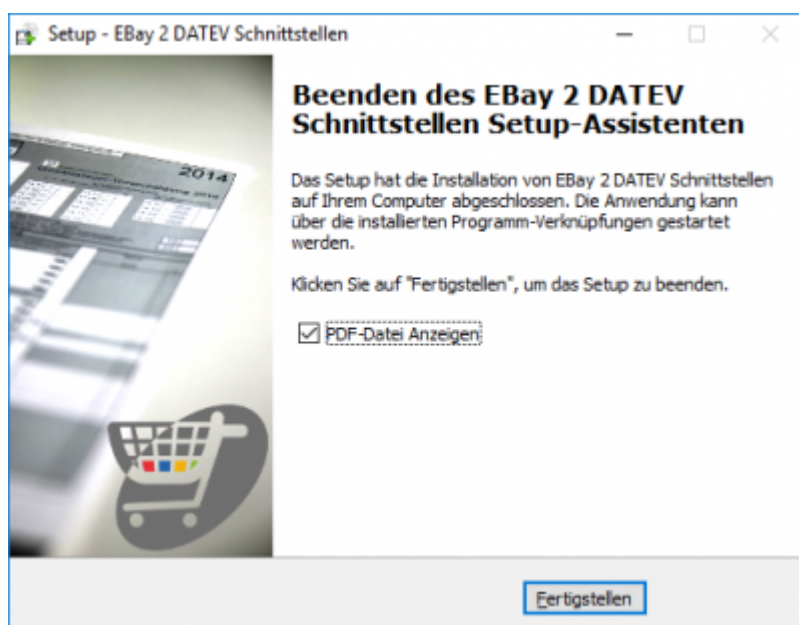 Setup - EBay 2 DATEV Schnittstellen
Beenden des EBay 2 DATEV
Schnittstellen Setup-Assistenten
2014
Das Setup hat die Installation von EBay 2 DATEV Schnittstellen
auf Ihrem Computer abgeschlossen. Die Anwendung kann
über die installierten Programm-Verknüpfungen gestartet
werden.
Klicken Sie auf "Fertigstellen", um das Setup zu beenden.
PDF-Datei Anzeigen
Fertigstellen